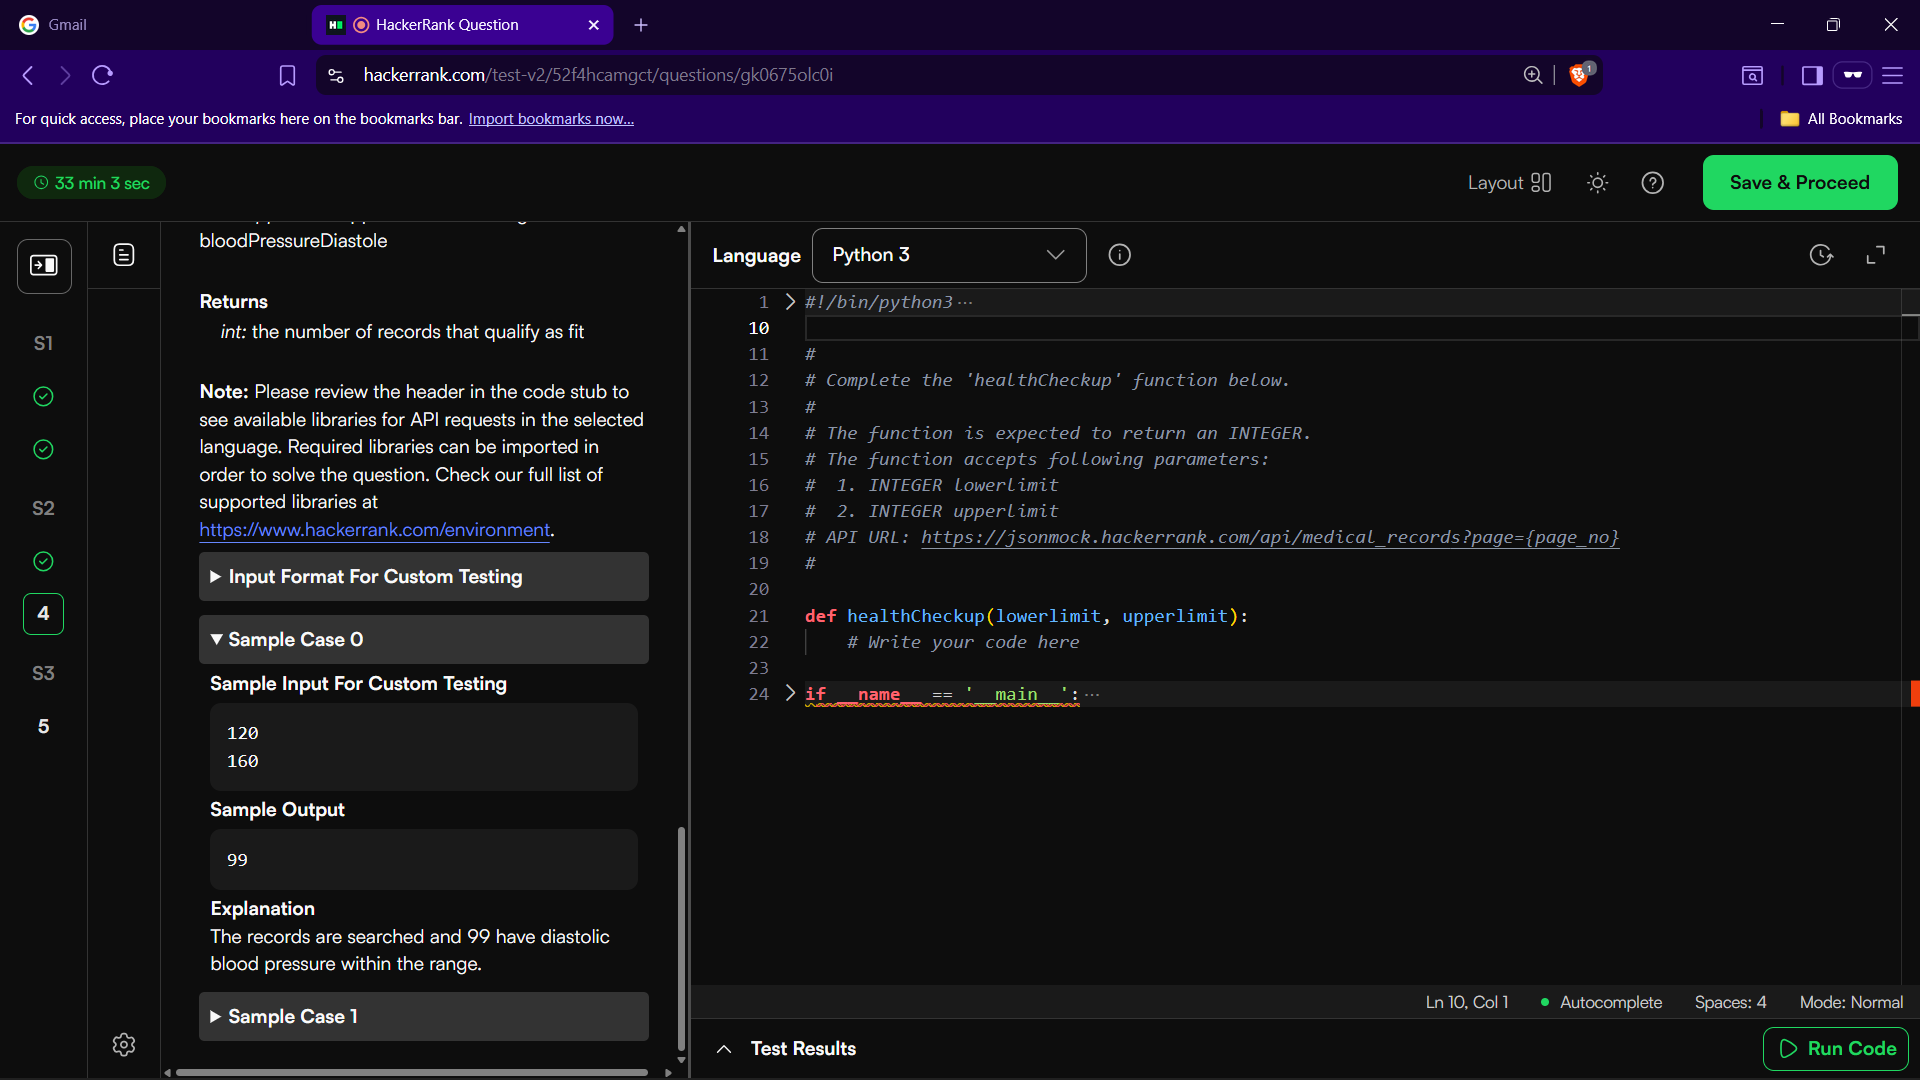 Gmail
HackerRank Question
hackerrank.com/test-v2/52f4hcamgct/questions/gk0675olc0i
1
For quick access, place your bookmarks here on the bookmarks bar. Import bookmarks now...
All Bookmarks
33 min 3 sec
Layout
Save & Proceed
S1
S2
4
S3
5
bloodPressureDiastole
Returns
int: the number of records that qualify as fit
Note: Please review the header in the code stub to
see available libraries for API requests in the selected
language. Required libraries can be imported in
order to solve the question. Check our full list of
supported libraries at
https://www.hackerrank.com/environment.
Input Format For Custom Testing
Sample Case 0
Sample Input For Custom Testing
120
160
Sample Output
99
Explanation
The records are searched and 99 have diastolic
blood pressure within the range.
Sample Case 1
Language
Python 3
1 #!/bin/python3 ···
10
11 #
12 # Complete the 'healthCheckup' function below.
13 #
14 # The function is expected to return an INTEGER.
15 # The function accepts following parameters:
16 #  1. INTEGER lowerlimit
17 #  2. INTEGER upperlimit
18 # API URL: https://jsonmock.hackerrank.com/api/medical_records?page={page_no}
19 #
20
21 def healthCheckup(lowerlimit, upperlimit):
22     # Write your code here
23
24 if __name__ == '__main__': ···
Ln 10, Col 1
Autocomplete
Spaces: 4
Mode: Normal
Test Results
Run Code